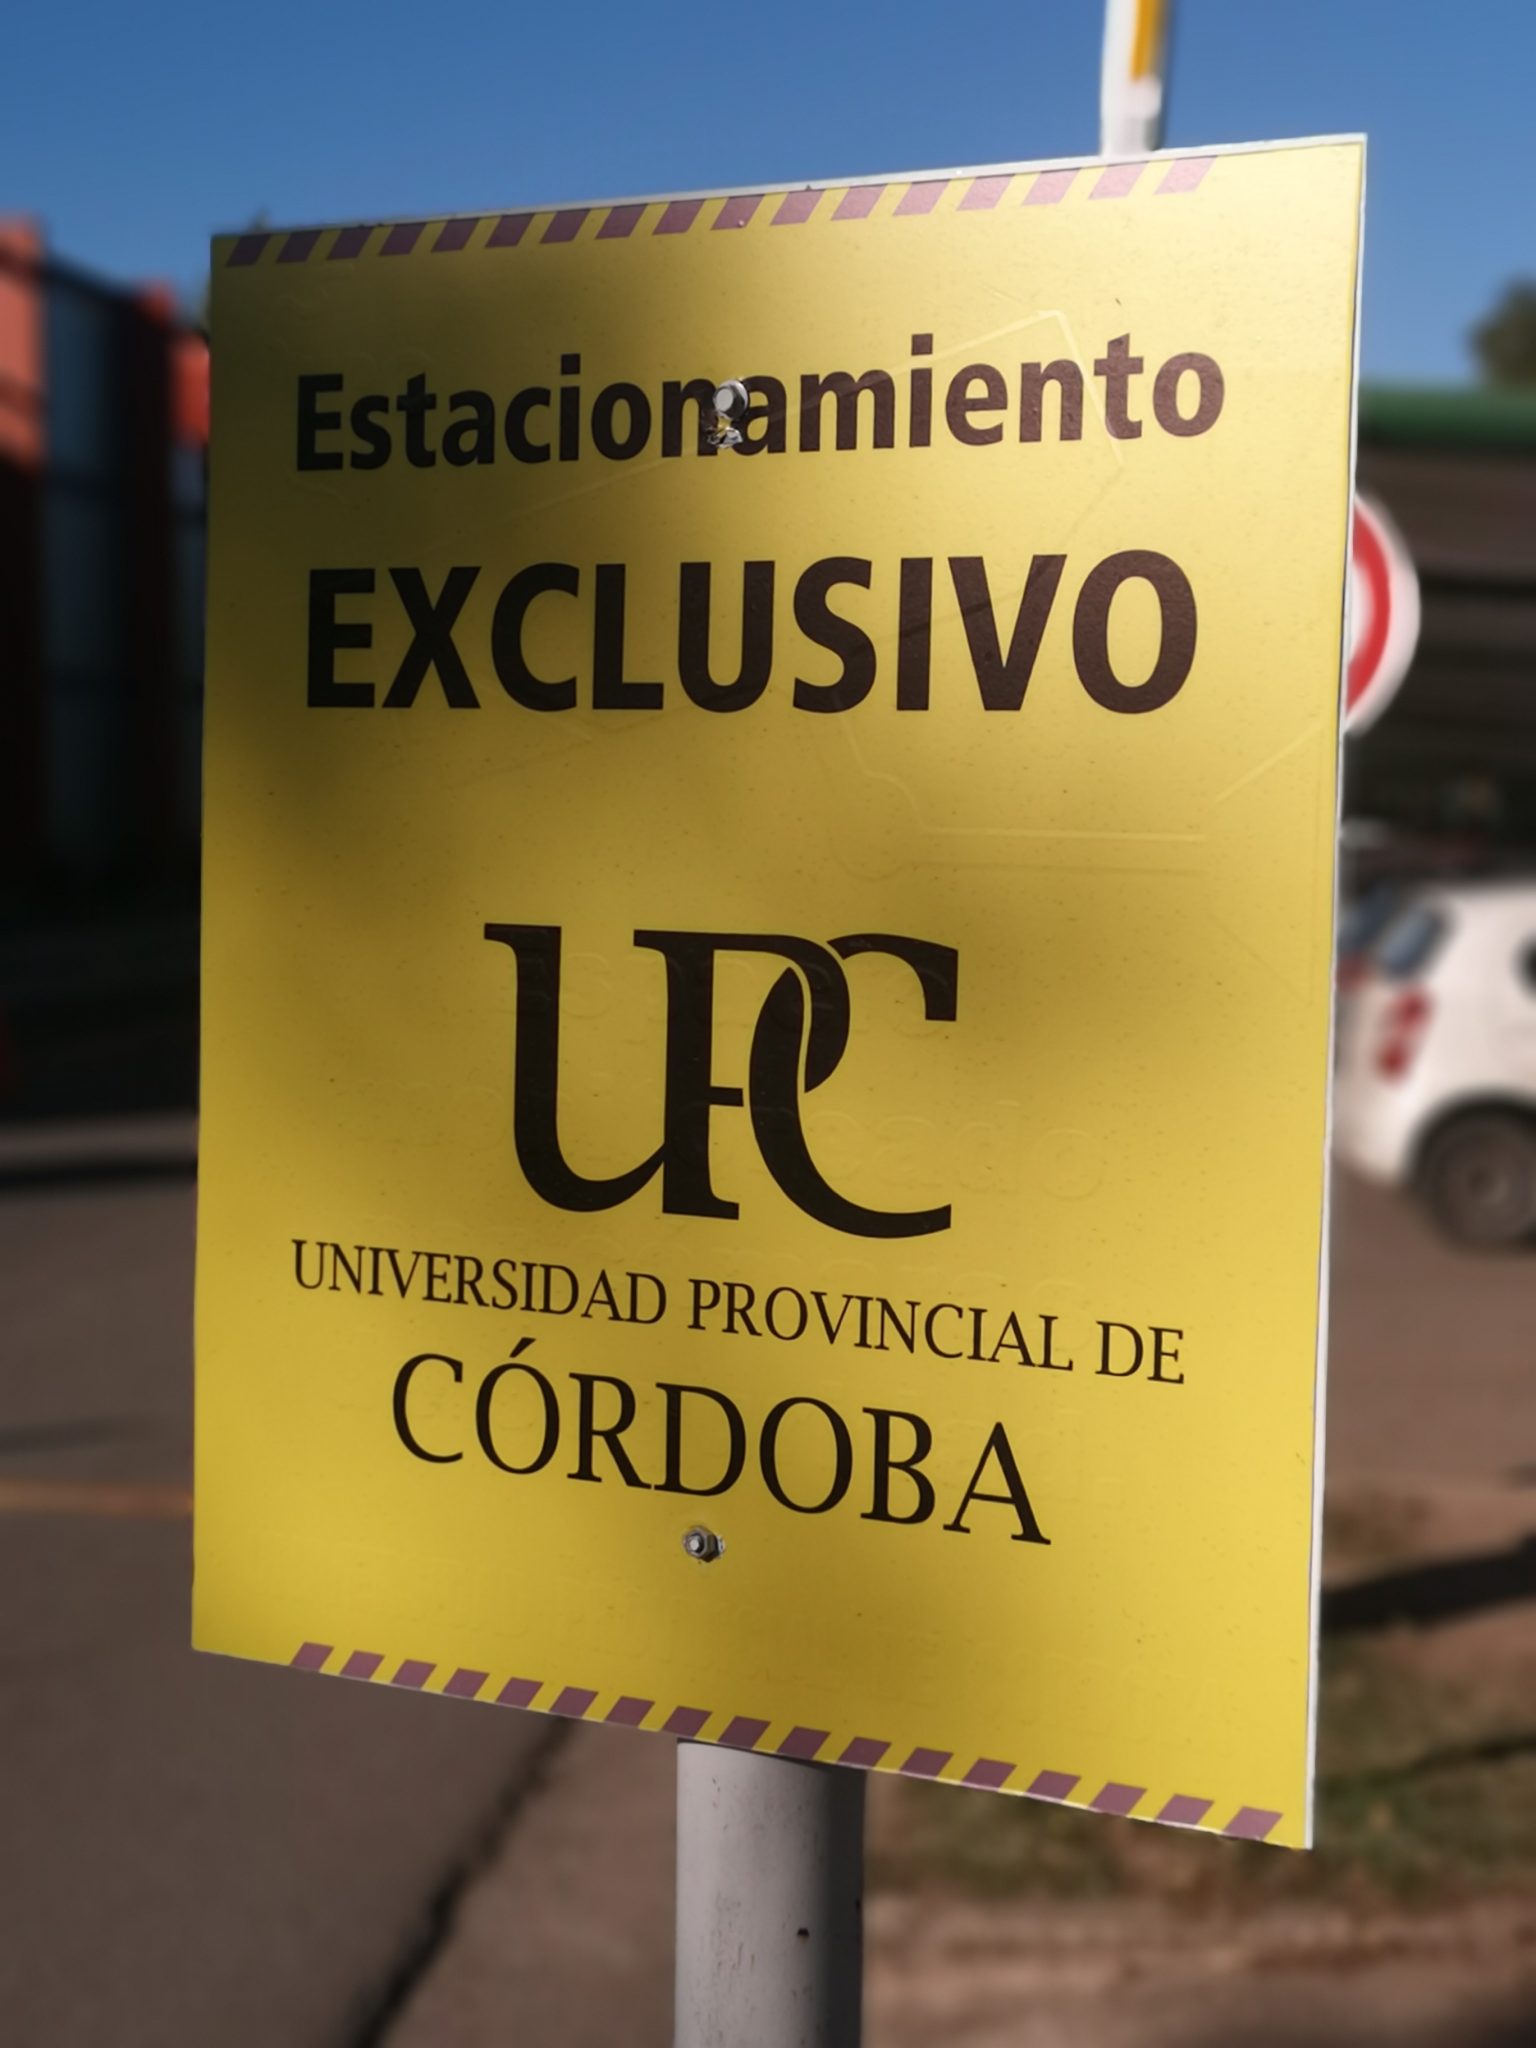 Estacionamiento
EXCLUSIVO
UPC
UNIVERSIDAD PROVINCIAL DE
CÓRDOBA